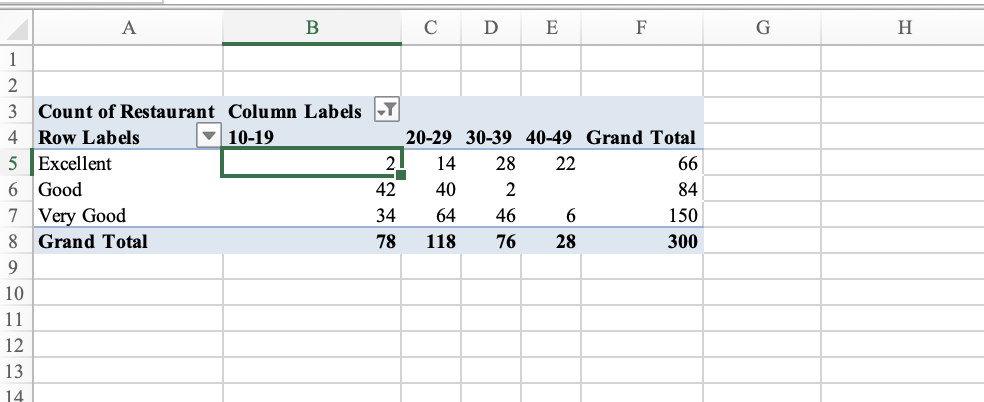 A B C D E F G H
1
2
3 Count of Restaurant Column Labels
4 Row Labels 10-19 20-29 30-39 40-49 Grand Total
5 Excellent 2 14 28 22 66
6 Good 42 40 2 84
7 Very Good 34 64 46 6 150
8 Grand Total 78 118 76 28 300
9
10
11
12
13
14